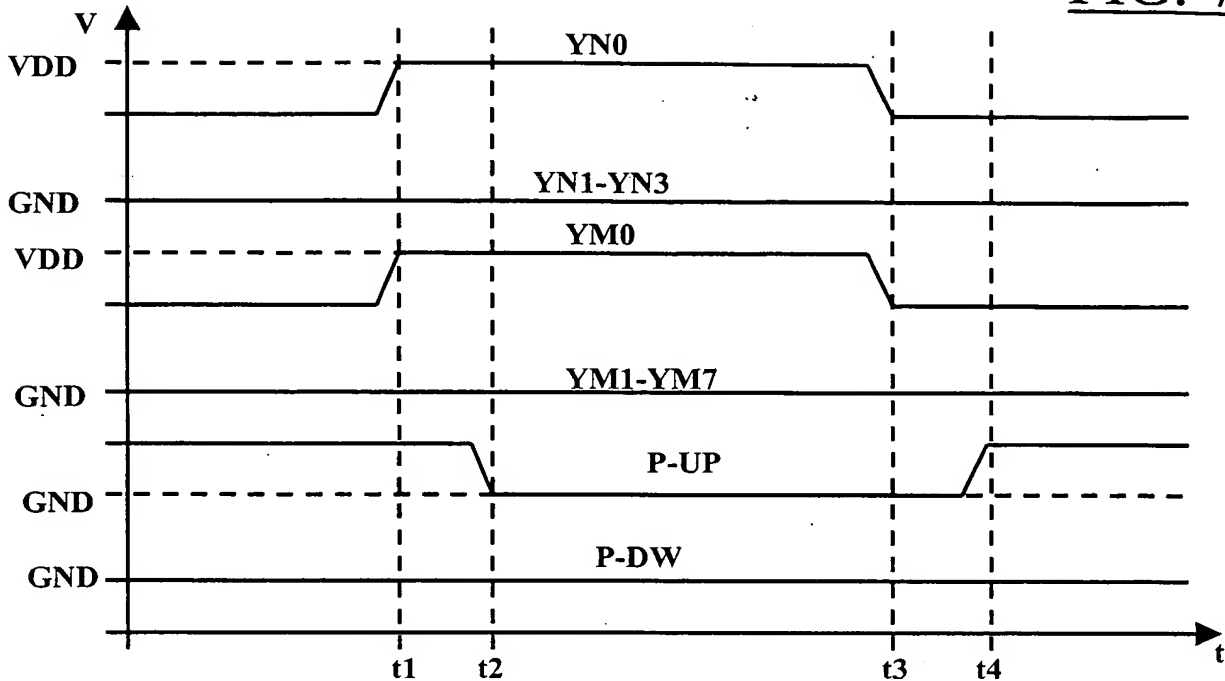 V
YN0
VDD
YN1-YN3
GND
YM0
VDD
YM1-YM7
GND
P-UP
GND
P-DW
GND
t1 t2 t3 t4 t